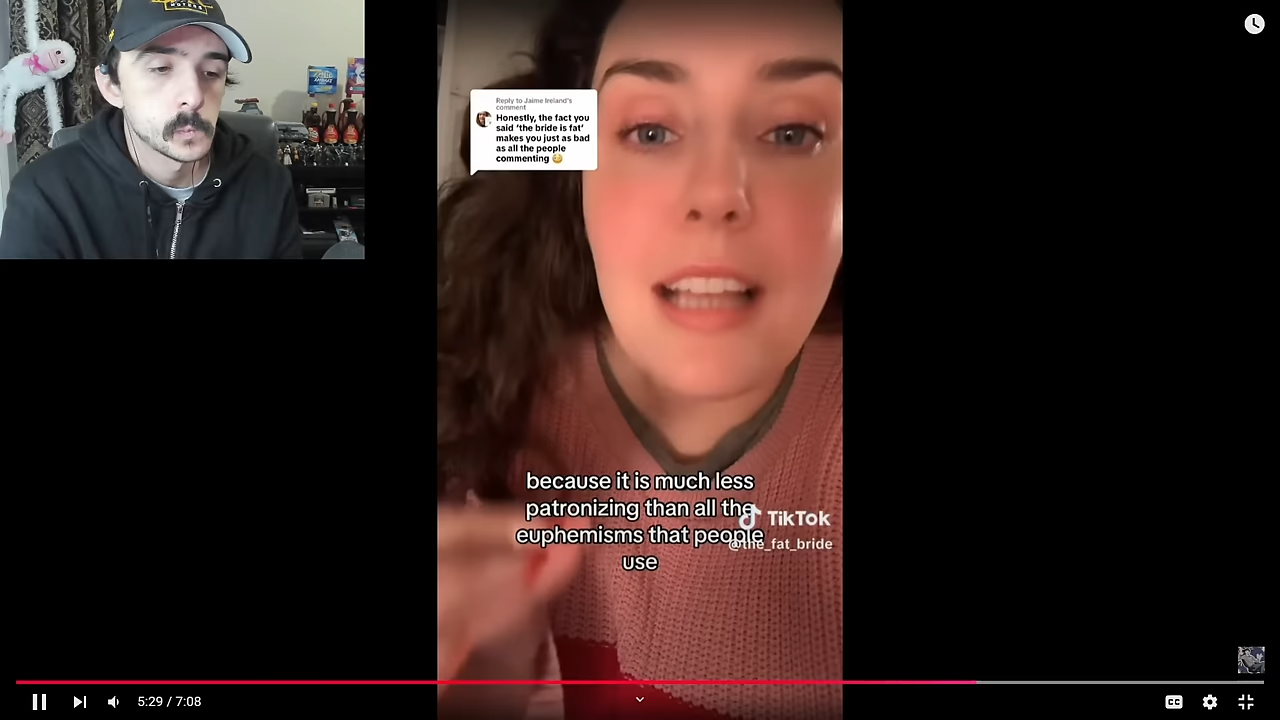 Reply to Jaime Ireland's
comment
Honestly, the fact you
said 'the bride is fat'
makes you just as bad
as all the people
commenting 😳
because it is much less
patronizing than all the
euphemisms that people
use
TikTok
@the_fat_bride
5:29 / 7:08
CC